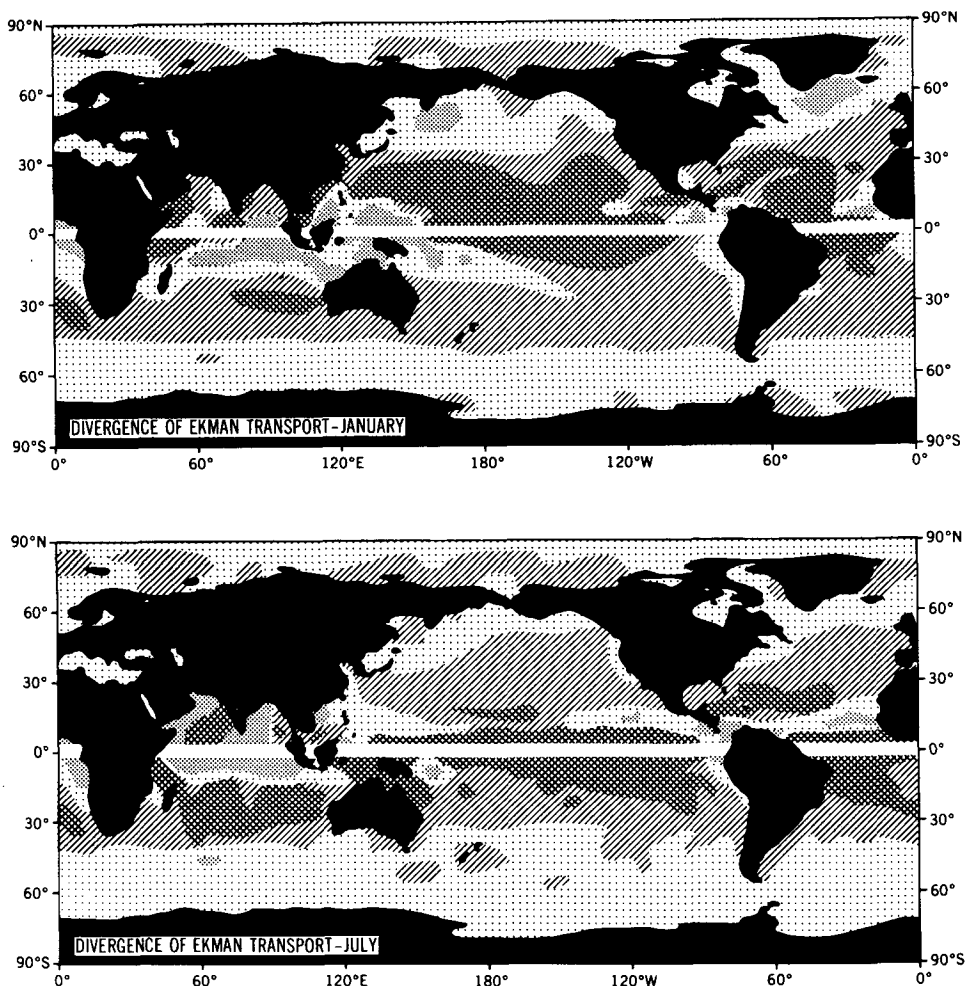 90°N 90°N
60° 60°
30° 30°
0° 0°
30° 30°
60° 60°
DIVERGENCE OF EKMAN TRANSPORT-JANUARY
90°S 90°S
0° 60° 120°E 180° 120°W 60° 0°
90°N 90°N
60° 60°
30° 30°
0° 0°
30° 30°
60° 60°
DIVERGENCE OF EKMAN TRANSPORT-JULY
90°S 90°S
0° 60° 120°E 180° 120°W 60° 0°